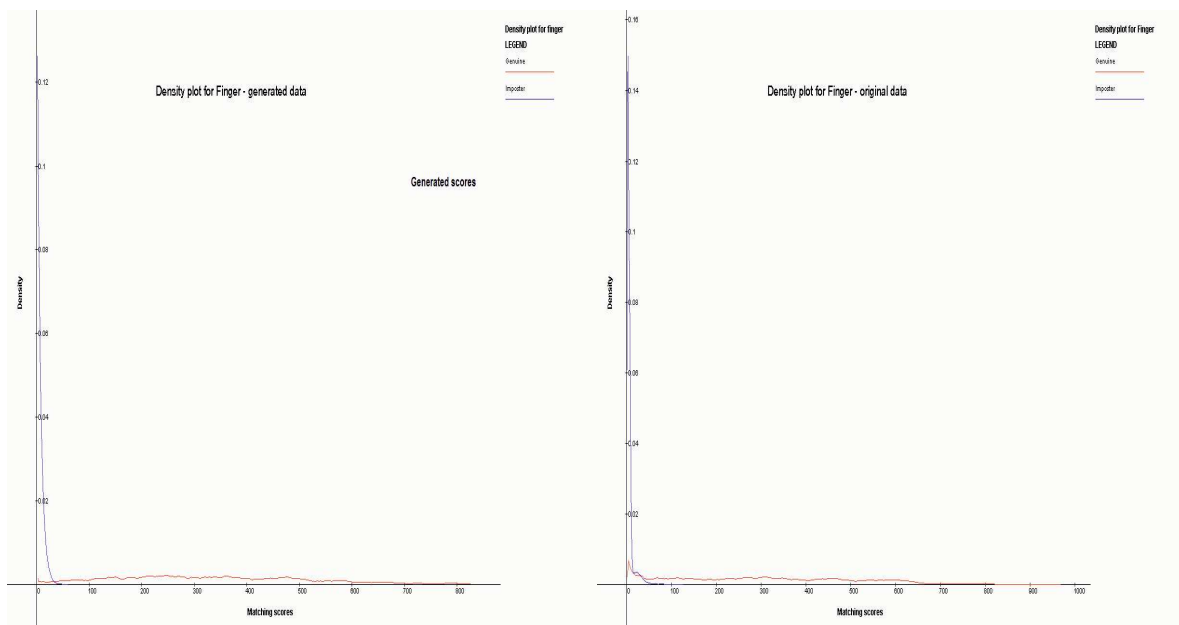 Density plot for finger
LEGEND
Genuine
Imposter
Density plot for Finger - generated data
Generated scores
0.12
0.1
0.08
0.06
0.04
0.02
Density
0 100 200 300 400 500 600 700 800
Matching scores
Density plot for Finger
LEGEND
Genuine
Imposter
Density plot for Finger - original data
0.16
0.14
0.12
0.1
0.08
0.06
0.04
0.02
Density
0 100 200 300 400 500 600 700 800 900 1000
Matching scores